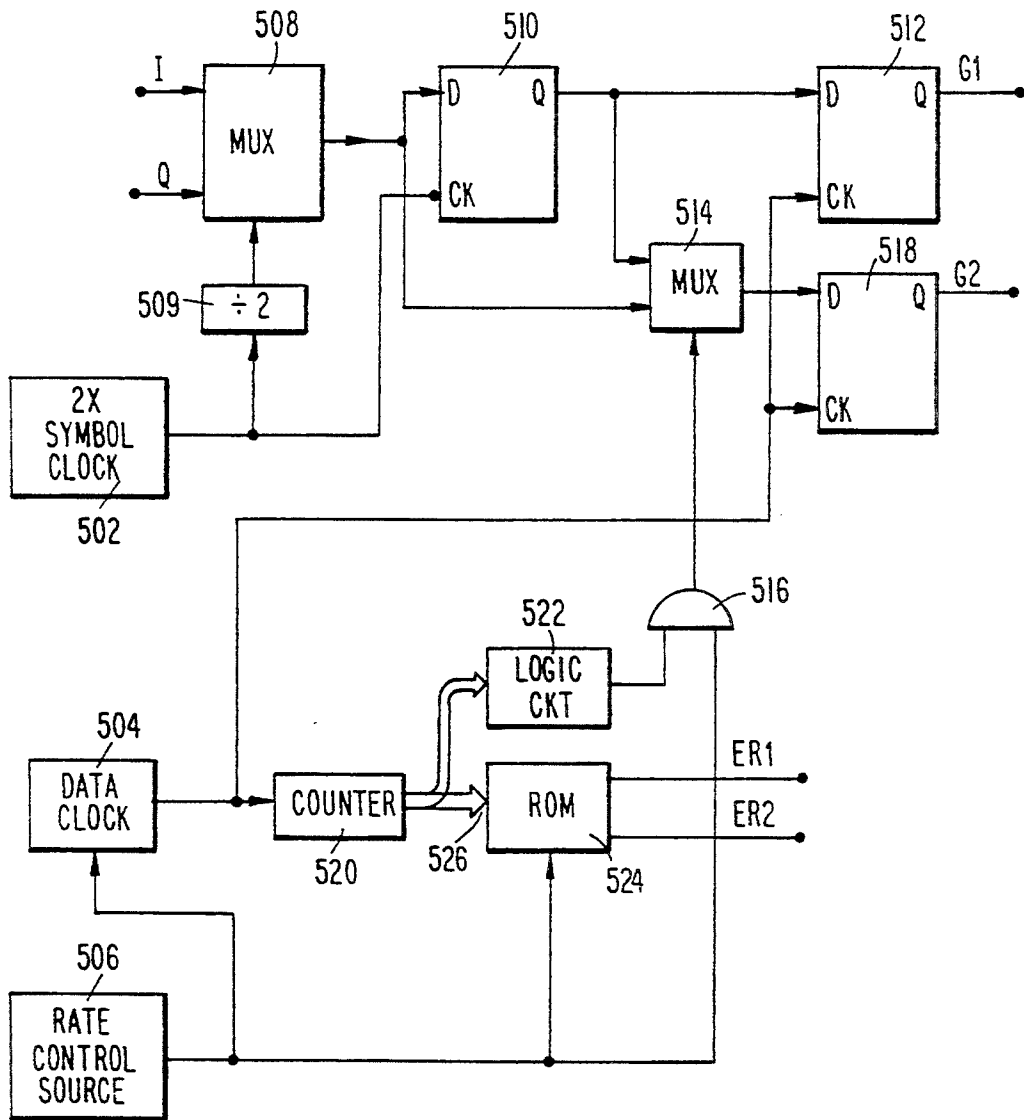 508
510
512
I
D
Q
D
Q
G1
MUX
Q
CK
514
CK
518
MUX
D
Q
G2
509
÷ 2
2X
SYMBOL
CLOCK
CK
502
516
522
LOGIC
CKT
504
DATA
CLOCK
COUNTER
ROM
ER1
ER2
520
526
524
506
RATE
CONTROL
SOURCE